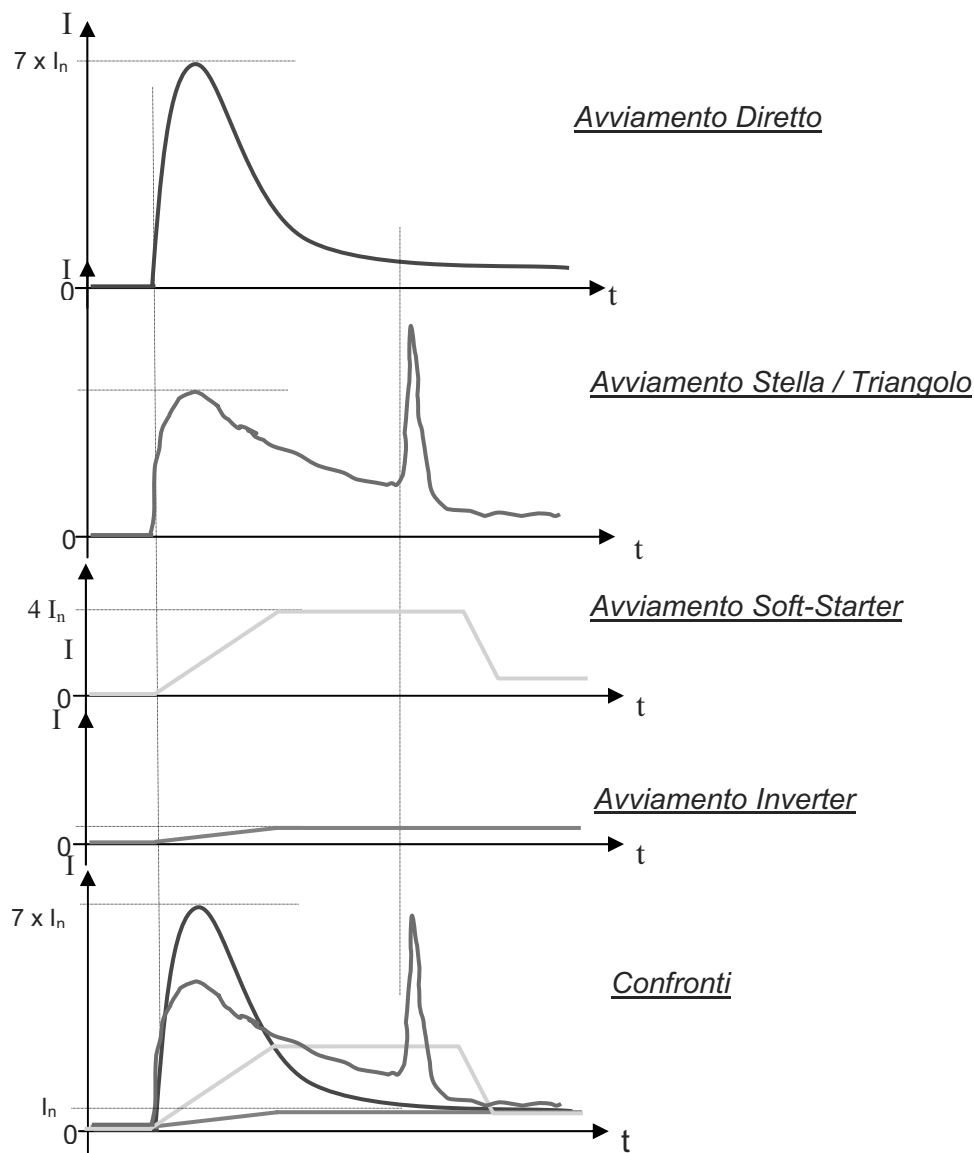 I
7 x Iₙ
Avviamento Diretto
I
0
t
Avviamento Stella / Triangolo
0
t
4 Iₙ
Avviamento Soft-Starter
I
0
t
I
Avviamento Inverter
0
t
I
7 x Iₙ
Confronti
Iₙ
0
t